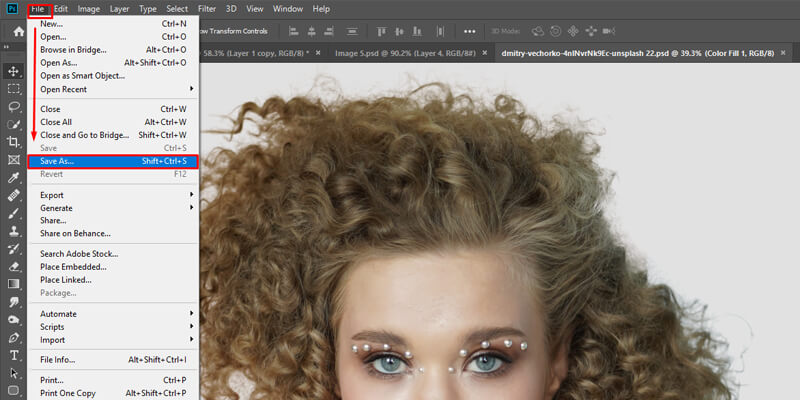 Ps File Edit Image Layer Type Select Filter 3D View Window Help
Show Transform Controls
3D Mode:
58.3% (Layer 1 copy, RGB/8) * × Image 5.psd @ 90.2% (Layer 4, RGB/8#) × dmitry-vechorko-4nINvrNk9Ec-unsplash 22.psd @ 39.3% (Color Fill 1, RGB/8) ×
New... Ctrl+N
Open... Ctrl+O
Browse in Bridge... Alt+Ctrl+O
Open As... Alt+Shift+Ctrl+O
Open as Smart Object...
Open Recent
Close Ctrl+W
Close All Alt+Ctrl+W
Close and Go to Bridge... Shift+Ctrl+W
Save Ctrl+S
Save As... Shift+Ctrl+S
Revert F12
Export
Generate
Share...
Share on Behance...
Search Adobe Stock...
Place Embedded...
Place Linked...
Package...
Automate
Scripts
Import
File Info... Alt+Shift+Ctrl+I
Print... Ctrl+P
Print One Copy Alt+Shift+Ctrl+P